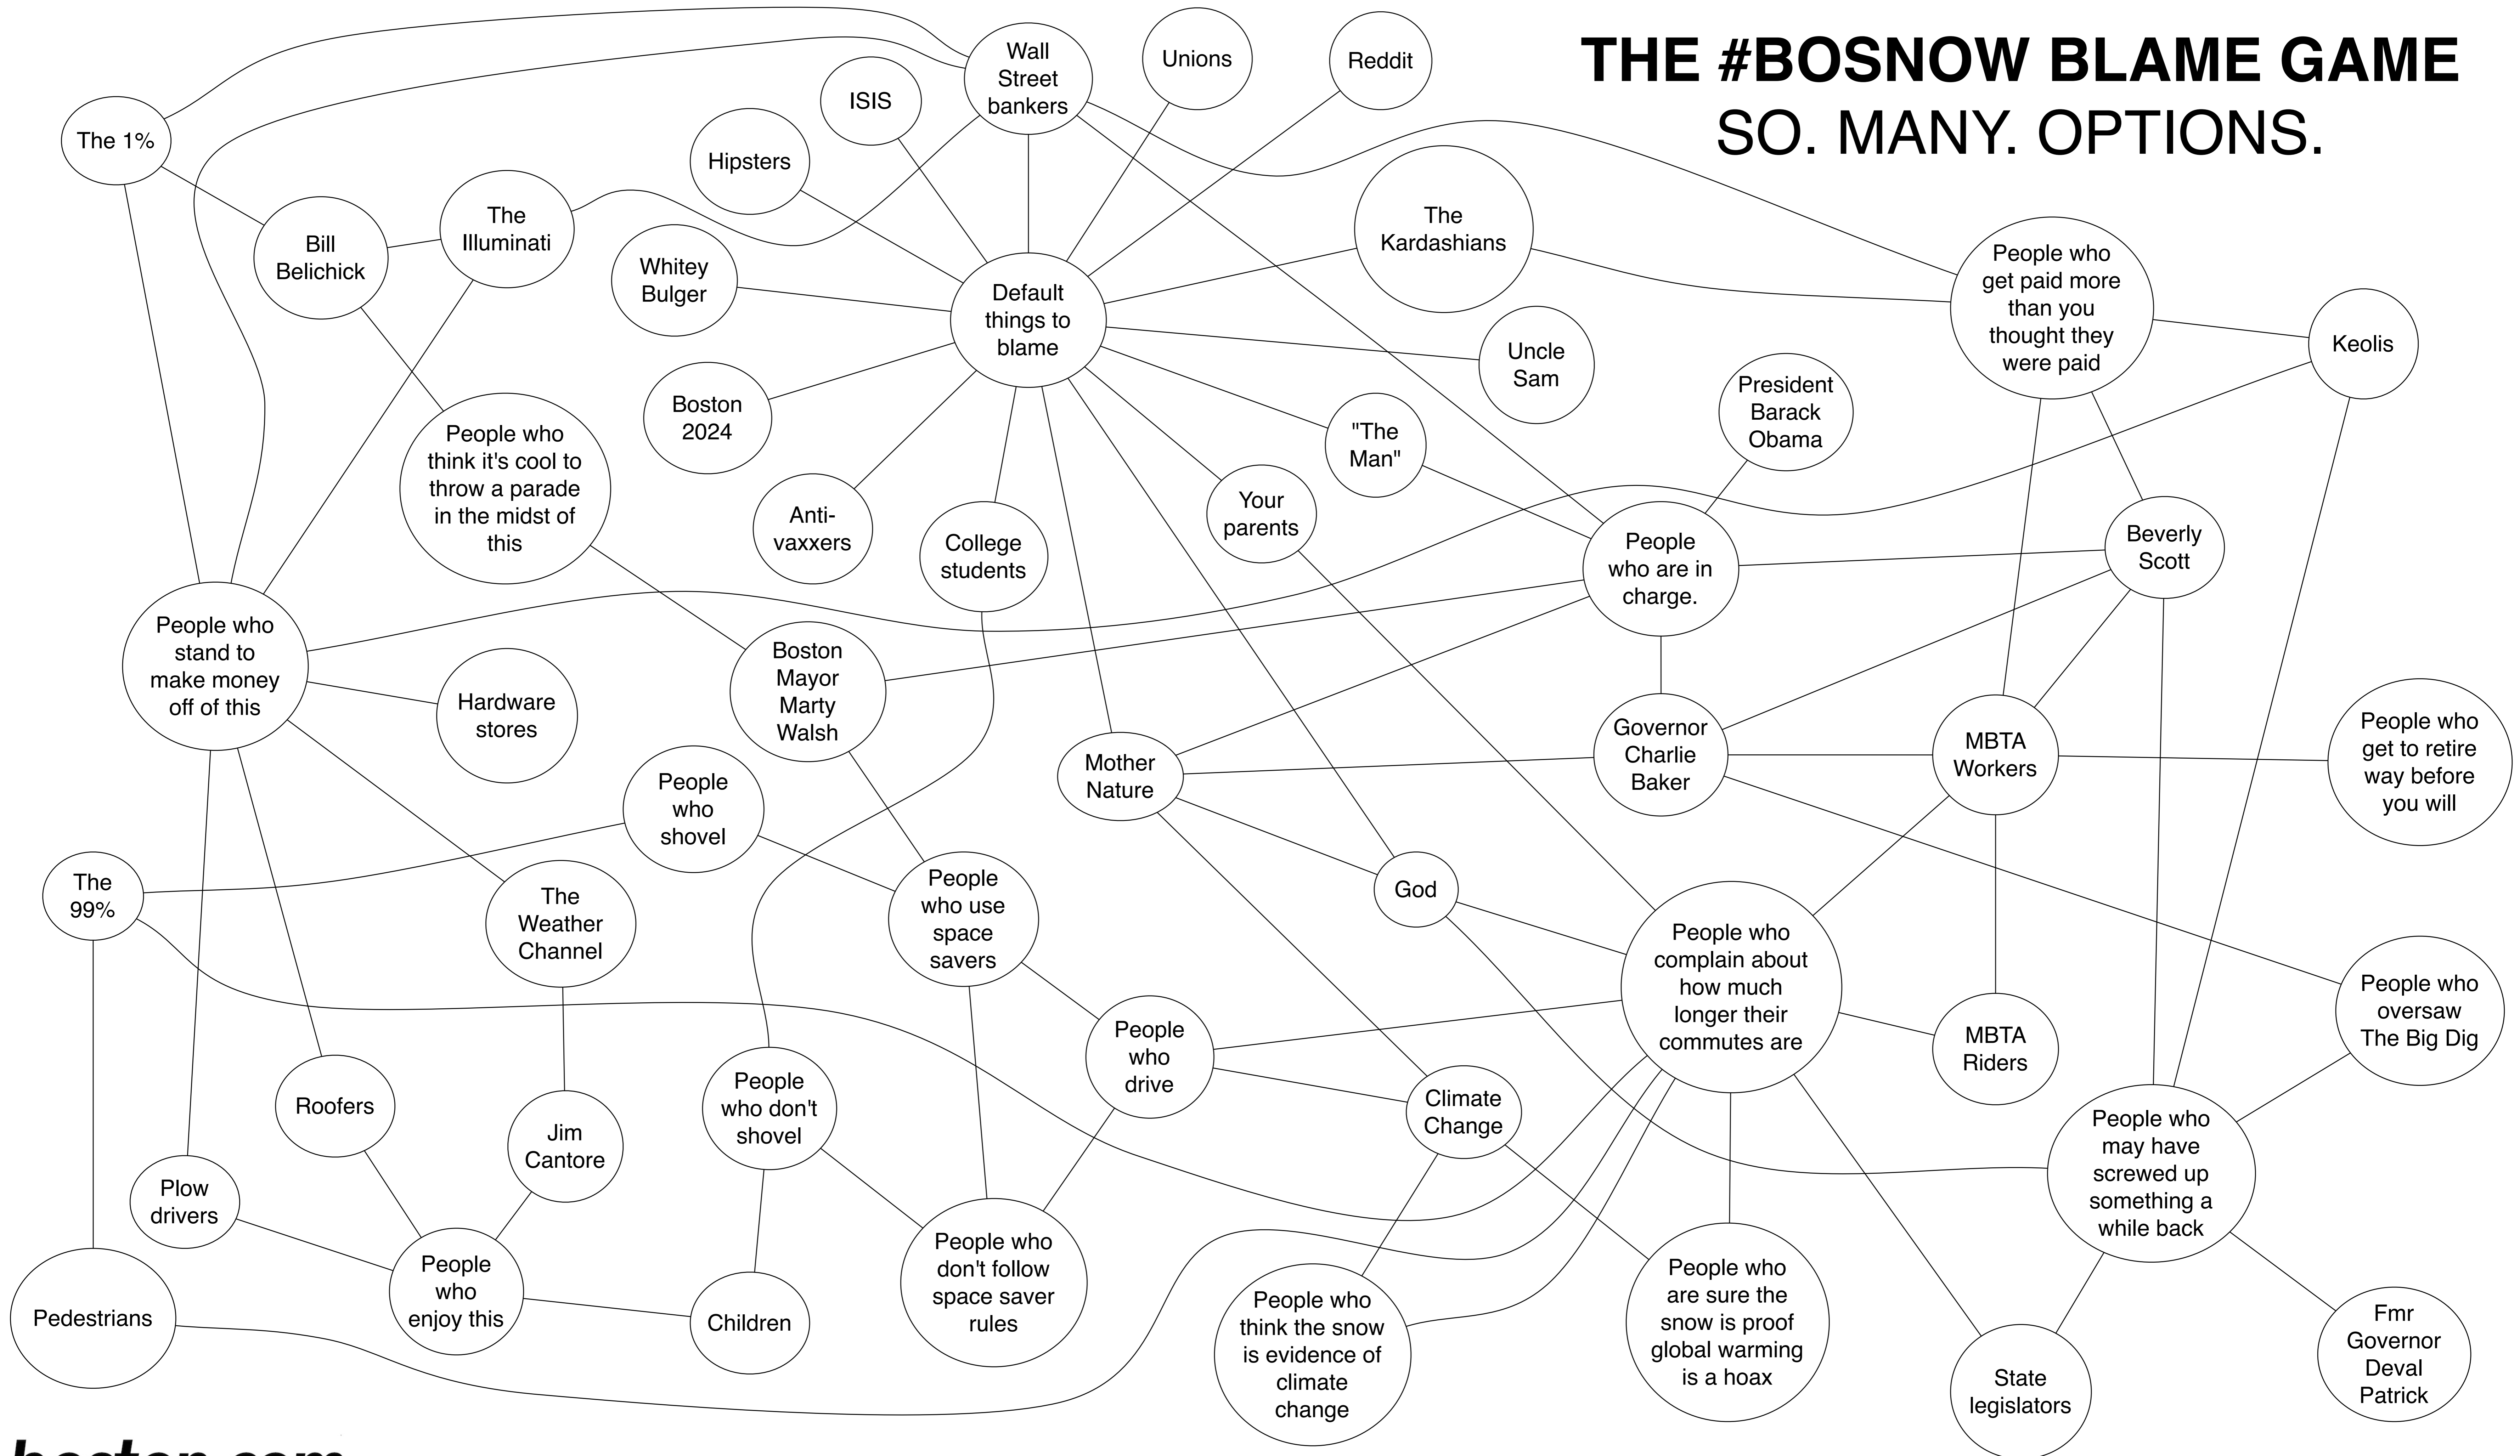 THE #BOSNOW BLAME GAME
SO. MANY. OPTIONS.
Wall
Street
bankers
Unions
Reddit
ISIS
The 1%
Hipsters
The
Illuminati
Bill
Belichick
Whitey
Bulger
The
Kardashians
People who
get paid more
than you
thought they
were paid
Default
things to
blame
Keolis
Uncle
Sam
President
Barack
Obama
Boston
2024
"The
Man"
People who
think it's cool to
throw a parade
in the midst of
this
Anti-
vaxxers
College
students
Your
parents
People
who are in
charge.
Beverly
Scott
People who
stand to
make money
off of this
Hardware
stores
Boston
Mayor
Marty
Walsh
Mother
Nature
Governor
Charlie
Baker
MBTA
Workers
People who
get to retire
way before
you will
People
who
shovel
The
99%
The
Weather
Channel
People
who use
space
savers
God
People who
complain about
how much
longer their
commutes are
People who
oversaw
The Big Dig
People
who
drive
MBTA
Riders
Roofers
Jim
Cantore
People
who don't
shovel
Climate
Change
People who
may have
screwed up
something a
while back
Plow
drivers
Pedestrians
People
who
enjoy this
Children
People who
don't follow
space saver
rules
People who
think the snow
is evidence of
climate
change
People who
are sure the
snow is proof
global warming
is a hoax
State
legislators
Fmr
Governor
Deval
Patrick
boston.com